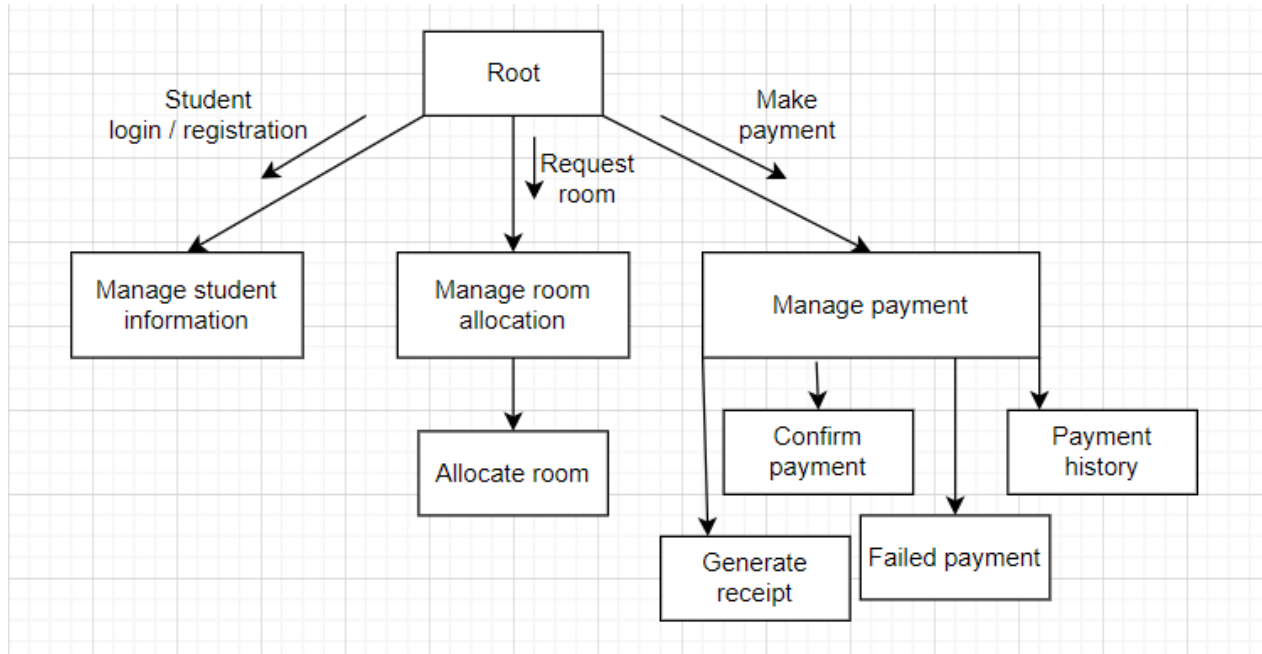 Root
Student
login / registration
Make
payment
Request
room
Manage student
information
Manage room
allocation
Manage payment
Allocate room
Confirm
payment
Payment
history
Generate
receipt
Failed payment